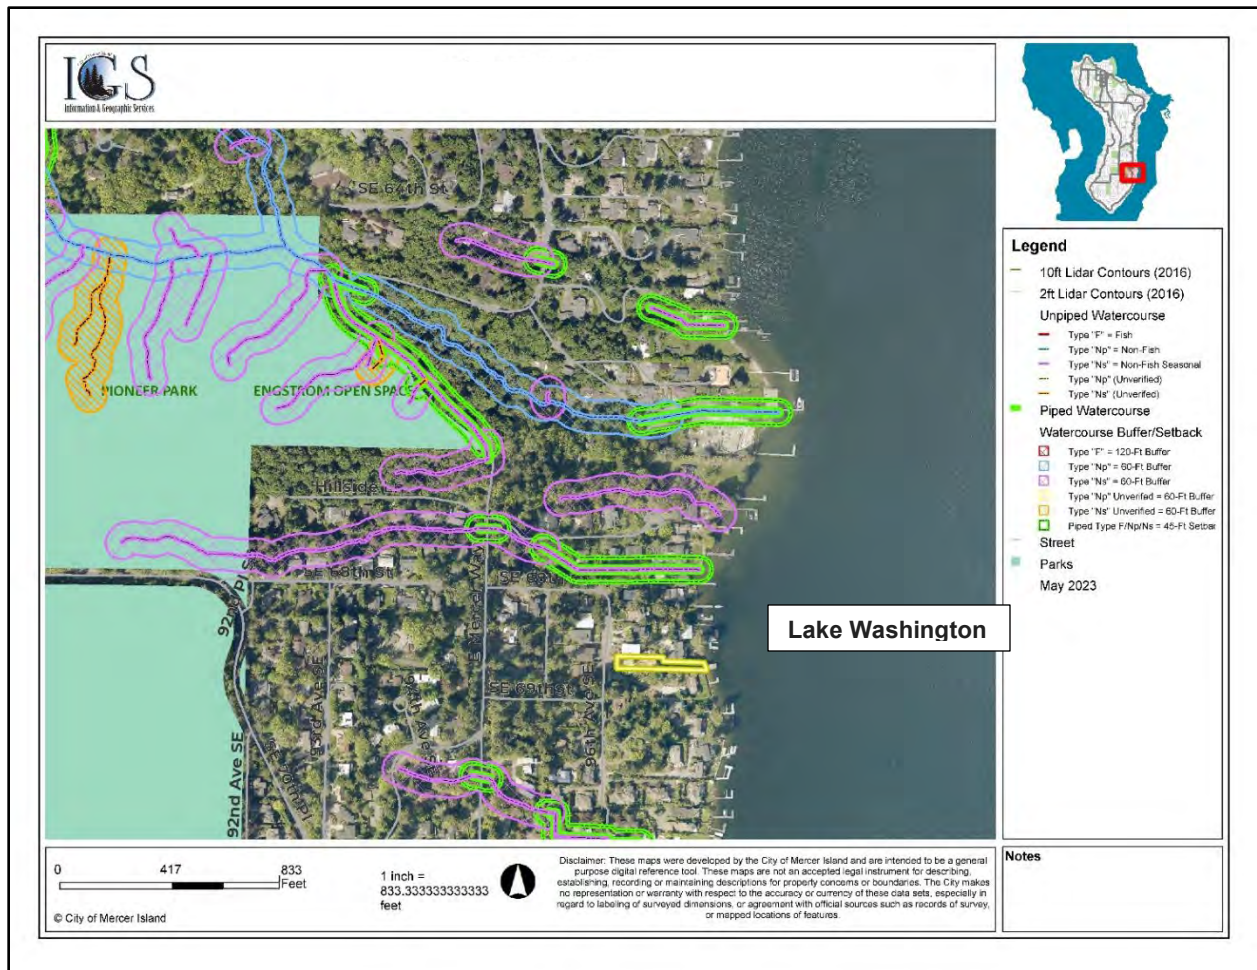 IGS
Information & Geographic Services
SE 64th St
PIONEER PARK
ENGSTROM OPEN SPACE
Hillside
SE 68th St
SE 69th St
92nd Ave SE
93rd Ave SE
E Mercer Way
96th Ave SE
SE 70th Pl
Lake Washington
Legend
10ft Lidar Contours (2016)
2ft Lidar Contours (2016)
Unpiped Watercourse
Type "F" = Fish
Type "Np" = Non-Fish
Type "Ns" = Non-Fish Seasonal
Type "Np" (Unverified)
Type "Ns" (Unverifed)
Piped Watercourse
Watercourse Buffer/Setback
Type "F" = 120-Ft Buffer
Type "Np" = 60-Ft Buffer
Type "Ns" = 60-Ft Buffer
Type "Np" Unverifed = 60-Ft Buffer
Type "Ns" Unverifed = 60-Ft Buffer
Piped Type F/Np/Ns = 45-Ft Setbac
Street
Parks
May 2023
0 417 833
Feet
1 inch =
833.333333333333
feet
© City of Mercer Island
Disclaimer: These maps were developed by the City of Mercer Island and are intended to be a general
purpose digital reference tool. These maps are not an accepted legal instrument for describing,
establishing, recording or maintaining descriptions for property concerns or boundaries. The City makes
no representation or warranty with respect to the accuracy or currency of these data sets, especially in
regard to labeling of surveyed dimensions, or agreement with official sources such as records of survey,
or mapped locations of features.
Notes